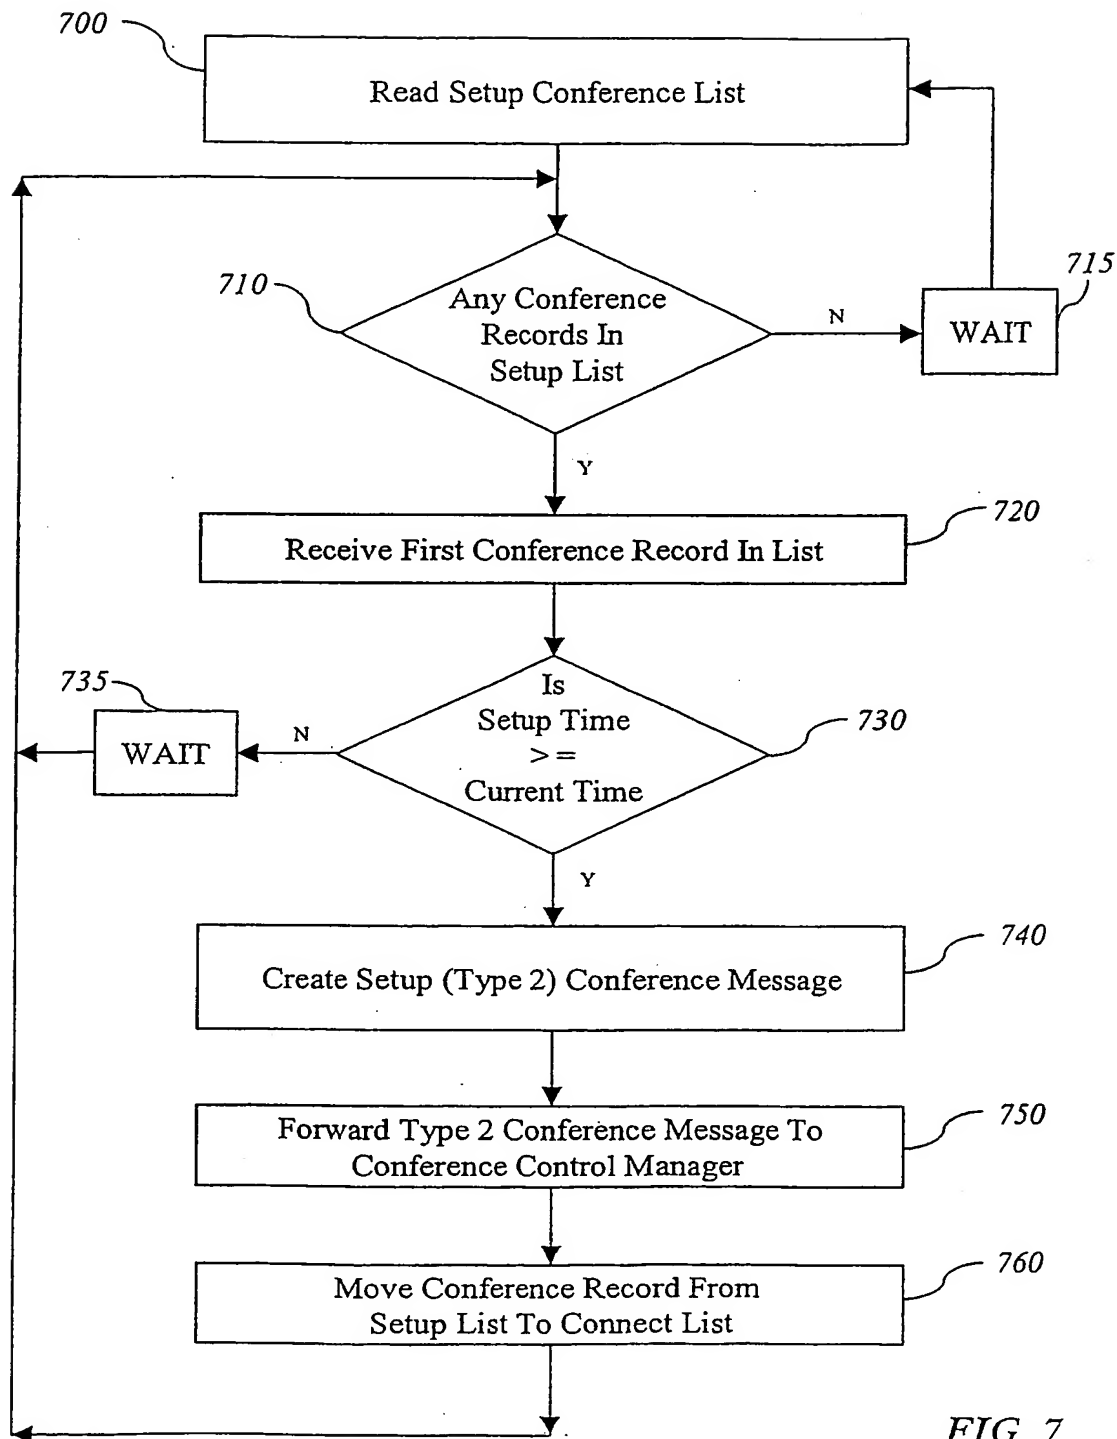 700
Read Setup Conference List
710
Any Conference
Records In
Setup List
N
715
WAIT
Y
720
Receive First Conference Record In List
735
WAIT
N
Is
Setup Time
>=
Current Time
730
Y
740
Create Setup (Type 2) Conference Message
750
Forward Type 2 Conference Message To
Conference Control Manager
760
Move Conference Record From
Setup List To Connect List
FIG. 7